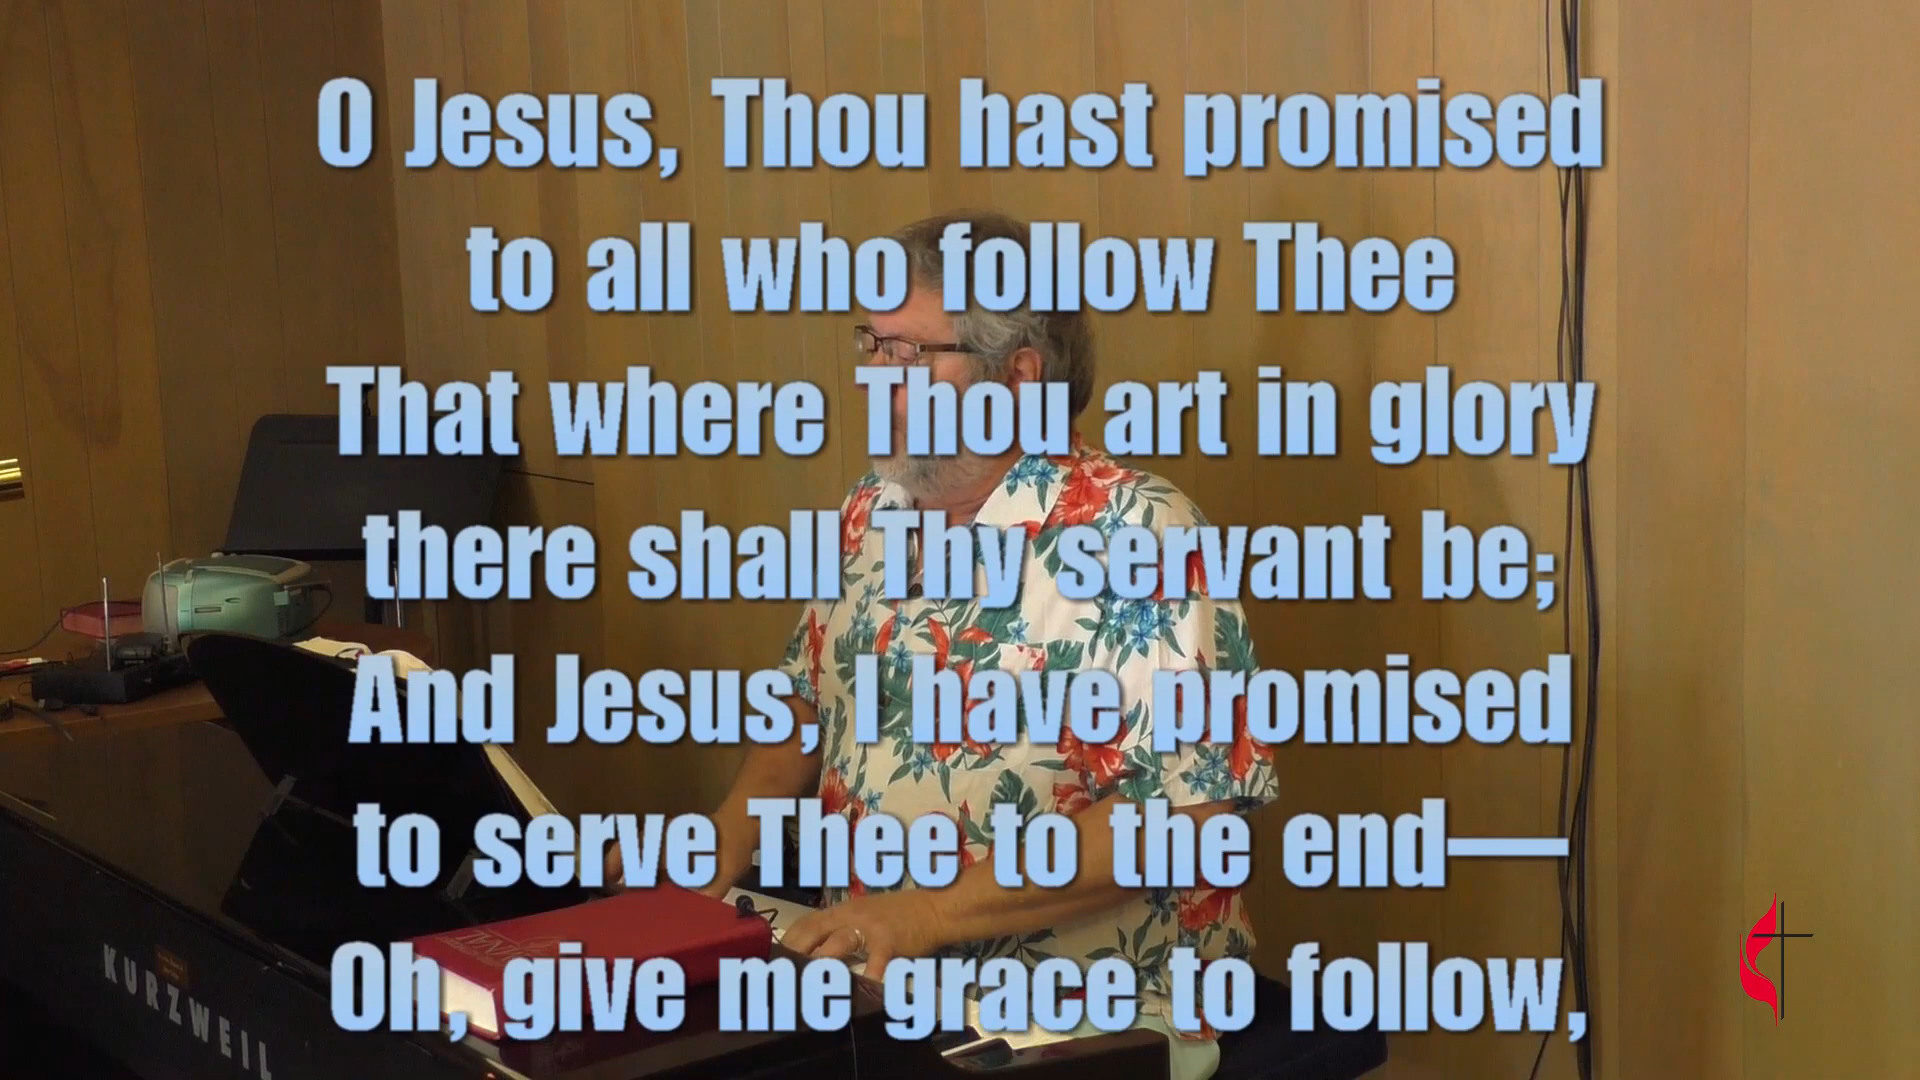 O Jesus, Thou hast promised
to all who follow Thee
That where Thou art in glory
there shall Thy servant be;
And Jesus, I have promised
to serve Thee to the end—
Oh, give me grace to follow,
KURZWEIL